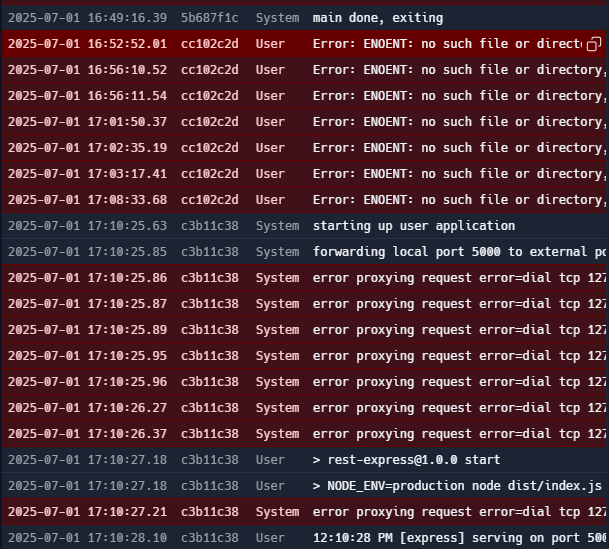 2025-07-01 16:49:16.39 5b687f1c System main done, exiting
2025-07-01 16:52:52.01 cc102c2d User Error: ENOENT: no such file or direct
2025-07-01 16:56:10.52 cc102c2d User Error: ENOENT: no such file or directory,
2025-07-01 16:56:11.54 cc102c2d User Error: ENOENT: no such file or directory,
2025-07-01 17:01:50.37 cc102c2d User Error: ENOENT: no such file or directory,
2025-07-01 17:02:35.19 cc102c2d User Error: ENOENT: no such file or directory,
2025-07-01 17:03:17.41 cc102c2d User Error: ENOENT: no such file or directory,
2025-07-01 17:08:33.68 cc102c2d User Error: ENOENT: no such file or directory,
2025-07-01 17:10:25.63 c3b11c38 System starting up user application
2025-07-01 17:10:25.85 c3b11c38 System forwarding local port 5000 to external po
2025-07-01 17:10:25.86 c3b11c38 System error proxying request error=dial tcp 127
2025-07-01 17:10:25.87 c3b11c38 System error proxying request error=dial tcp 127
2025-07-01 17:10:25.89 c3b11c38 System error proxying request error=dial tcp 127
2025-07-01 17:10:25.95 c3b11c38 System error proxying request error=dial tcp 127
2025-07-01 17:10:25.96 c3b11c38 System error proxying request error=dial tcp 127
2025-07-01 17:10:26.27 c3b11c38 System error proxying request error=dial tcp 127
2025-07-01 17:10:26.37 c3b11c38 System error proxying request error=dial tcp 127
2025-07-01 17:10:27.18 c3b11c38 User > rest-express@1.0.0 start
2025-07-01 17:10:27.18 c3b11c38 User > NODE_ENV=production node dist/index.js
2025-07-01 17:10:27.21 c3b11c38 System error proxying request error=dial tcp 127
2025-07-01 17:10:28.10 c3b11c38 User 12:10:28 PM [express] serving on port 500